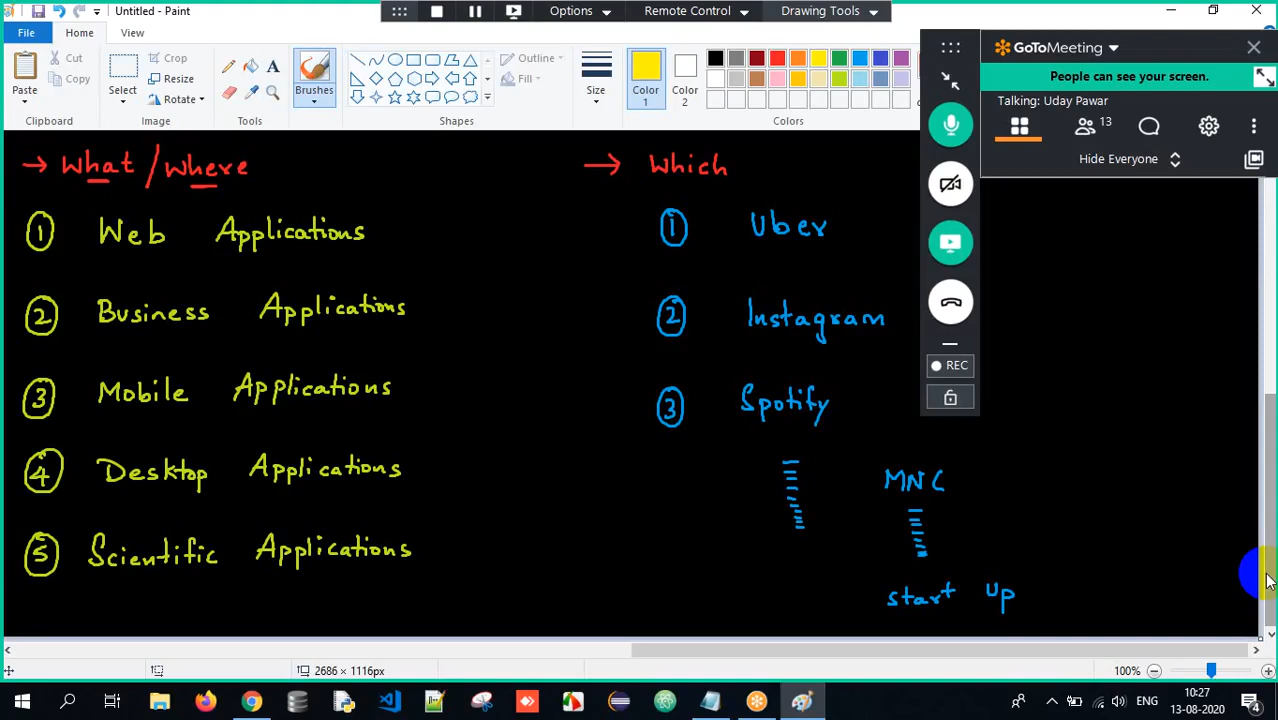 Untitled - Paint
Options
Remote Control
Drawing Tools
File
Home
View
Paste
Cut
Copy
Clipboard
Select
Crop
Resize
Rotate
Image
A
Tools
Brushes
Outline
Fill
Shapes
Size
Color
1
Color
2
Colors
GoToMeeting
People can see your screen.
Talking: Uday Pawar
13
Hide Everyone
REC
→ What / where
① Web Applications
② Business Applications
③ Mobile Applications
④ Desktop Applications
⑤ Scientific Applications
→ Which
① Uber
② Instagram
③ Spotify
MNC
start up
2686 × 1116px
100%
ENG
10:27
13-08-2020
4